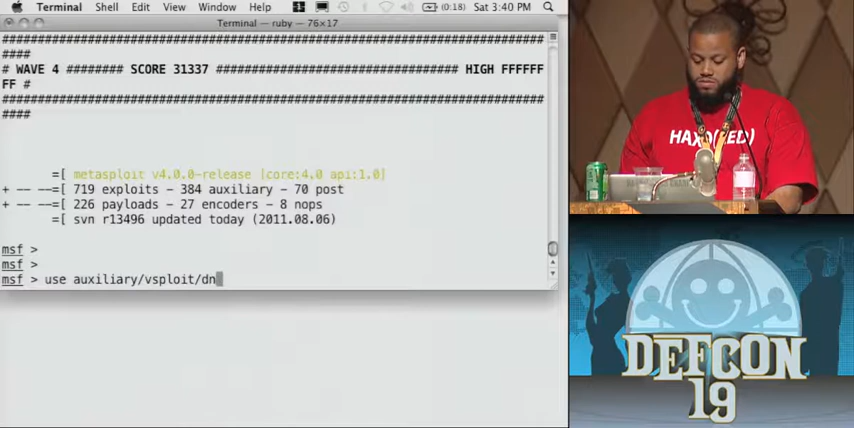 Terminal Shell Edit View Window Help (0:18) Sat 3:40 PM
Terminal — ruby — 76×17
############################################################################
####
# WAVE 4 ######## SCORE 31337 ################################## HIGH FFFFFF
FF #
############################################################################
####
=[ metasploit v4.0.0-release [core:4.0 api:1.0]
+ -- --=[ 719 exploits - 384 auxiliary - 70 post
+ -- --=[ 226 payloads - 27 encoders - 8 nops
=[ svn r13496 updated today (2011.08.06)
msf >
msf >
msf > use auxiliary/vsploit/dn
HAXO(RED)
DEFCON
19